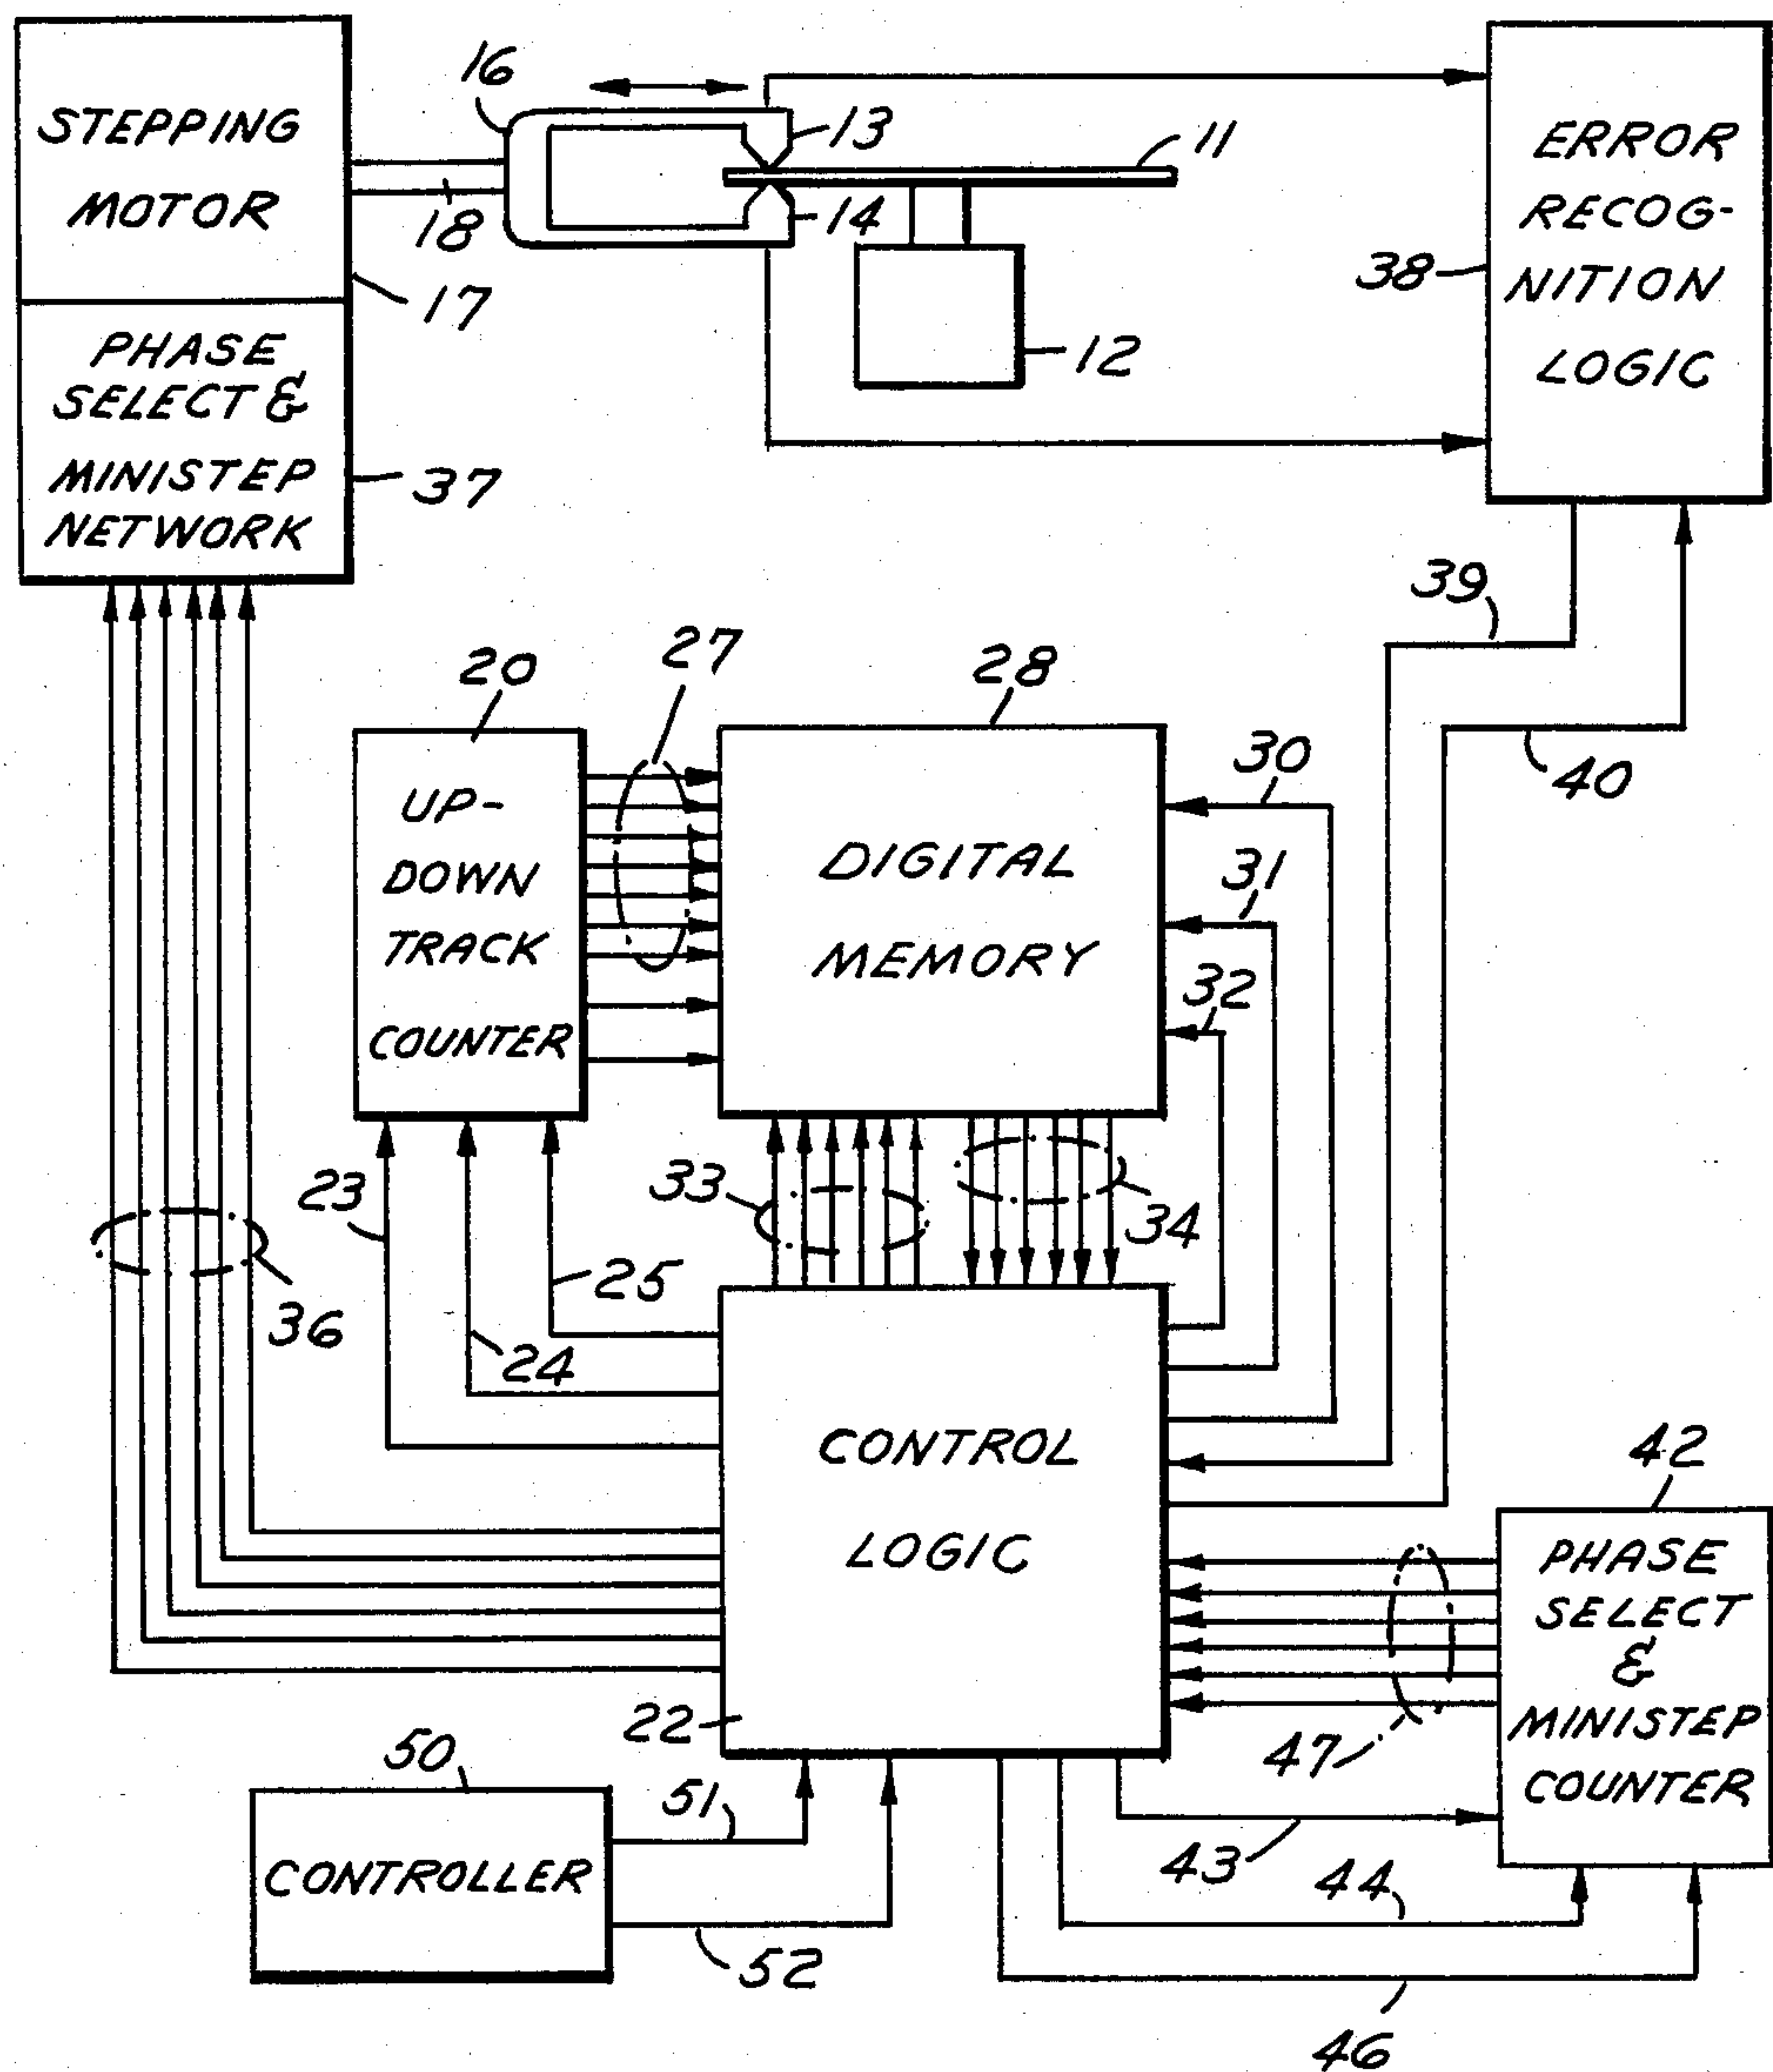 STEPPING
MOTOR
16
13
11
18
14
17
12
ERROR
RECOG-
NITION
LOGIC
38
PHASE
SELECT &
MINISTEP
NETWORK
37
39
40
20
27
28
30
31
32
UP-
DOWN
TRACK
COUNTER
DIGITAL
MEMORY
23
25
24
33
34
36
CONTROL
LOGIC
22
42
PHASE
SELECT
&
MINISTEP
COUNTER
47
50
51
CONTROLLER
52
43
44
46